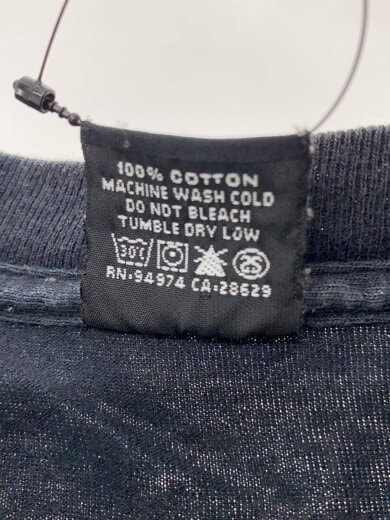 100% COTTON
MACHINE WASH COLD
DO NOT BLEACH
TUMBLE DRY LOW
30°
RN:94974 CA:28629